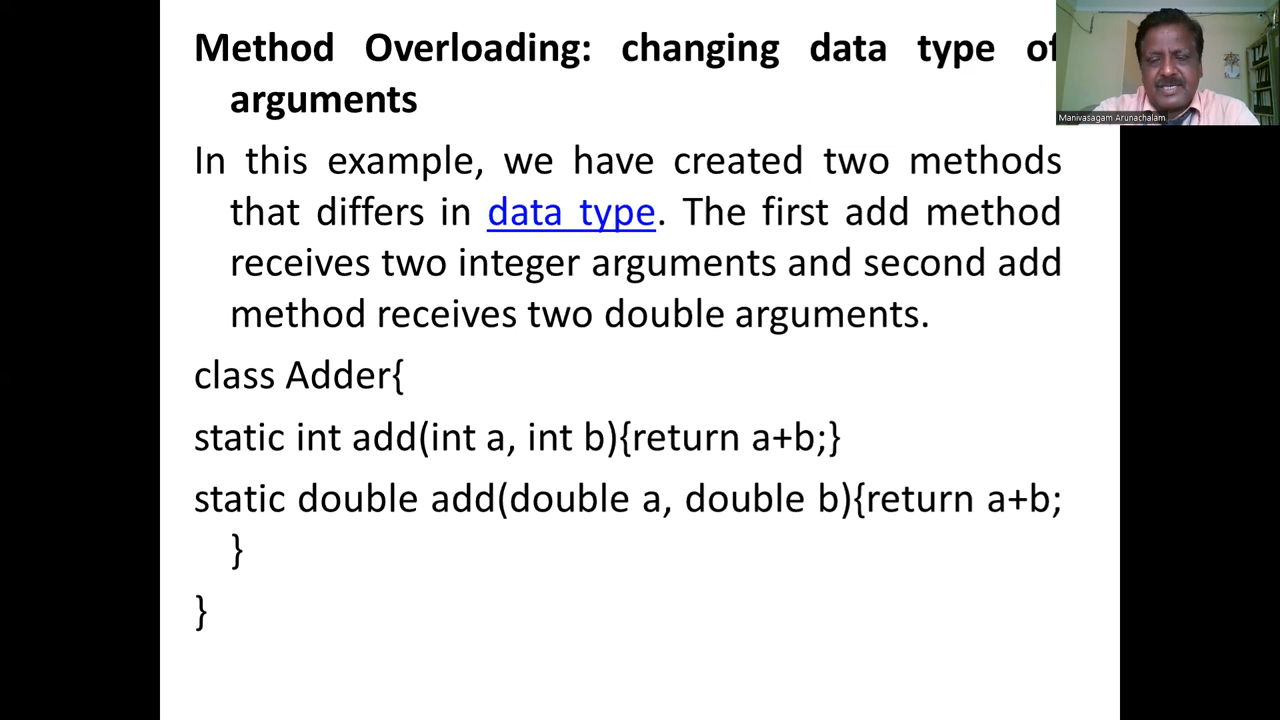 Method Overloading: changing data type of
arguments
In this example, we have created two methods
that differs in data type. The first add method
receives two integer arguments and second add
method receives two double arguments.
class Adder{
static int add(int a, int b){return a+b;}
static double add(double a, double b){return a+b;
}
}
Manivasagam Arunachalam